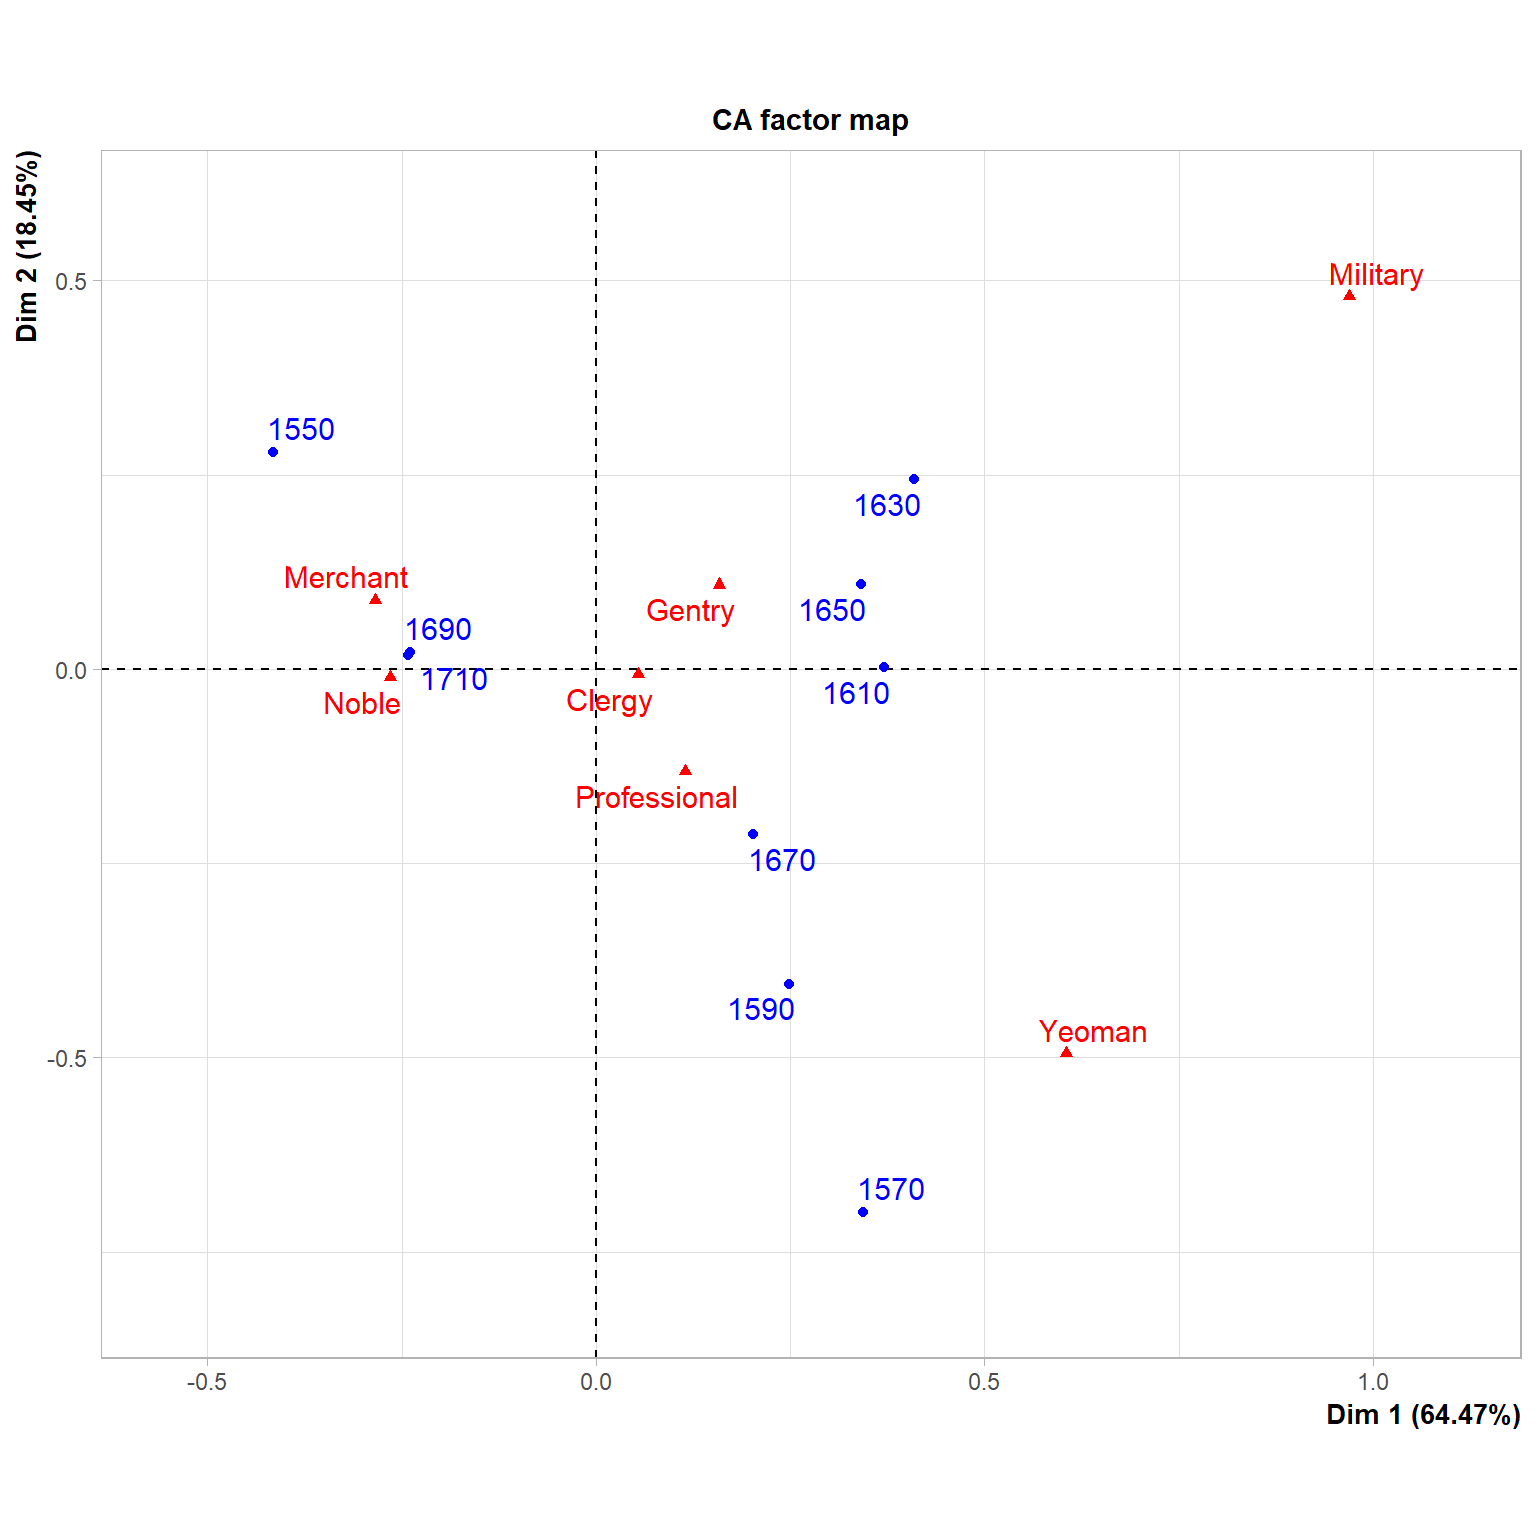 CA factor map
Dim 2 (18.45%)
0.5
0.0
-0.5
Military
1550
1630
Merchant
Gentry
1650
1690
1710
Noble
Clergy
1610
Professional
1670
1590
Yeoman
1570
-0.5
0.0
0.5
1.0
Dim 1 (64.47%)